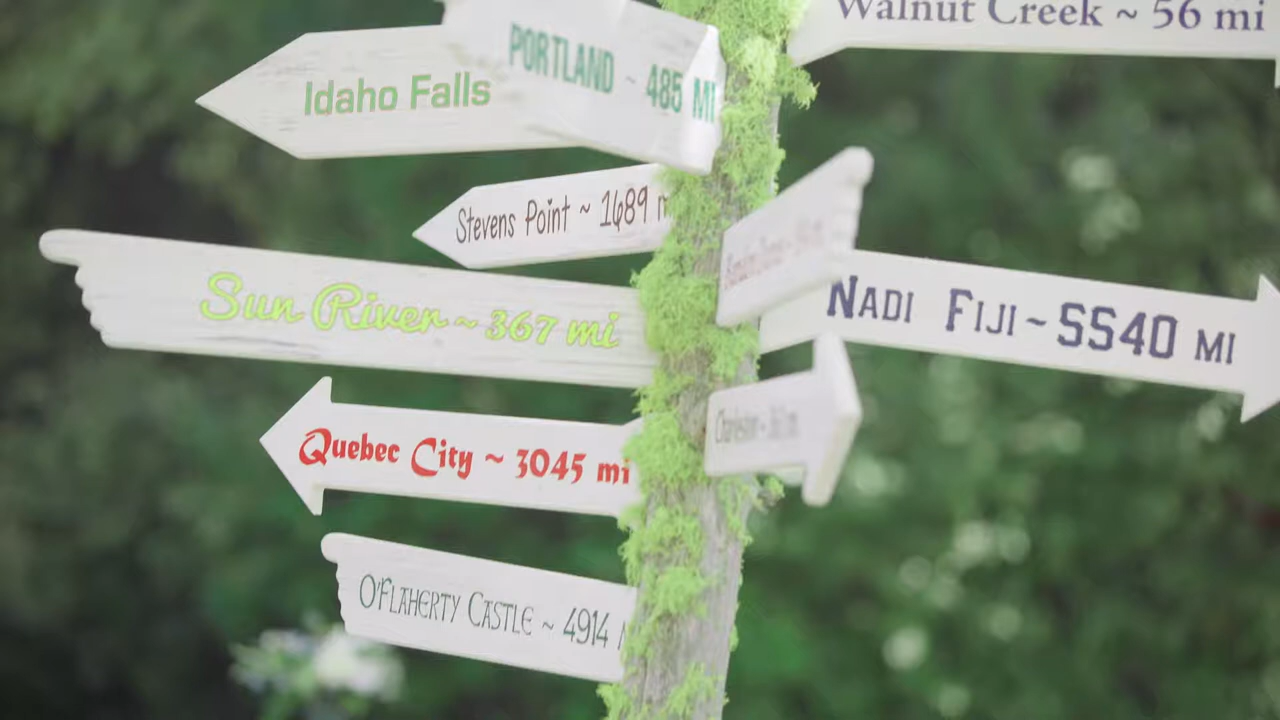 Walnut Creek ~ 56 mi
PORTLAND ~ 485 MI
Idaho Falls
Stevens Point ~ 1689
Sun River ~ 367 mi
NADI FIJI ~ 5540 MI
Quebec City ~ 3045 mi
O'FLAHERTY CASTLE ~ 4914